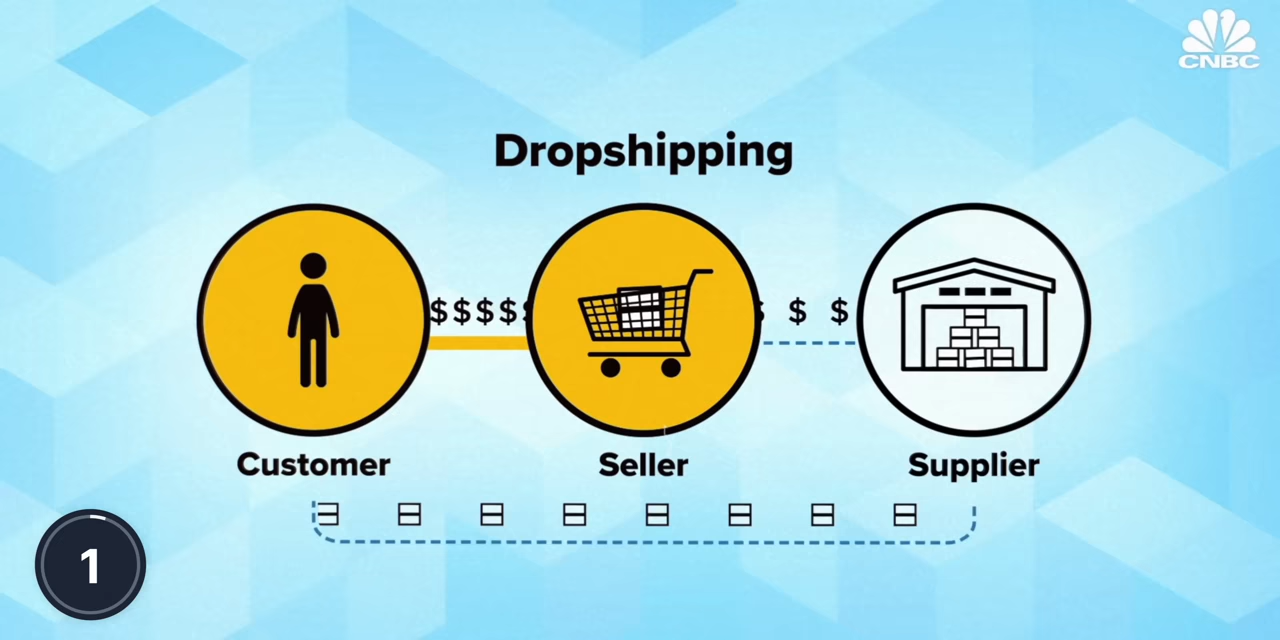 CNBC
Dropshipping
$$$$$ $ $ $
Customer Seller Supplier
1